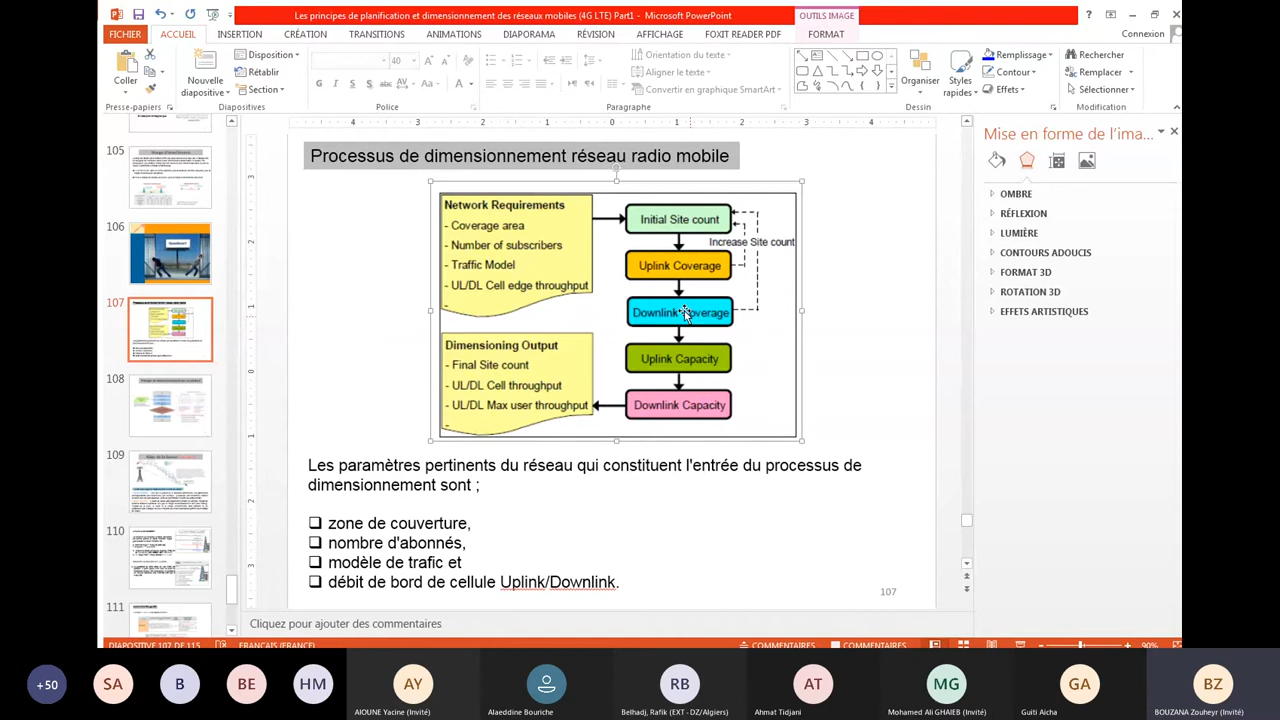 Les principes de planification et dimensionnement des réseaux mobiles (4G LTE) Part1 - Microsoft PowerPoint
OUTILS IMAGE
FICHIER
ACCUEIL
INSERTION
CRÉATION
TRANSITIONS
ANIMATIONS
DIAPORAMA
RÉVISION
AFFICHAGE
FOXIT READER PDF
FORMAT
Connexion
Coller
Presse-papiers
Nouvelle
diapositive
Disposition
Rétablir
Section
Diapositives
40
Police
Orientation du texte
Aligner le texte
Convertir en graphique SmartArt
Paragraphe
Organiser
Styles
rapides
Remplissage
Contour
Effets
Dessin
Rechercher
Remplacer
Sélectionner
Modification
105
106
107
108
109
110
111
Processus de dimensionnement réseau radio mobile
Network Requirements
- Coverage area
- Number of subscribers
- Traffic Model
- UL/DL Cell edge throughput
-
Dimensioning Output
- Final Site count
- UL/DL Cell throughput
- UL/DL Max user throughput
-
Initial Site count
Increase Site count
Uplink Coverage
Downlink Coverage
Uplink Capacity
Downlink Capacity
Les paramètres pertinents du réseau qui constituent l'entrée du processus de
dimensionnement sont ;
zone de couverture,
nombre d'abonnés,
modèle de trafic et
débit de bord de cellule Uplink/Downlink.
107
Cliquez pour ajouter des commentaires
Mise en forme de l'ima...
OMBRE
RÉFLEXION
LUMIÈRE
CONTOURS ADOUCIS
FORMAT 3D
ROTATION 3D
EFFETS ARTISTIQUES
DIAPOSITIVE 107 DE 115
FRANÇAIS (FRANCE)
COMMENTAIRES
COMMENTAIRES
90%
+50
SA
B
BE
HM
AY
RB
AT
MG
GA
BZ
AIOUNE Yacine (Invité)
Alaeddine Bouriche
Belhadj, Rafik (EXT - DZ/Algiers)
Ahmat Tidjani
Mohamed Ali GHAIEB (Invité)
Guiti Aicha
BOUZANA Zouheyr (Invité)